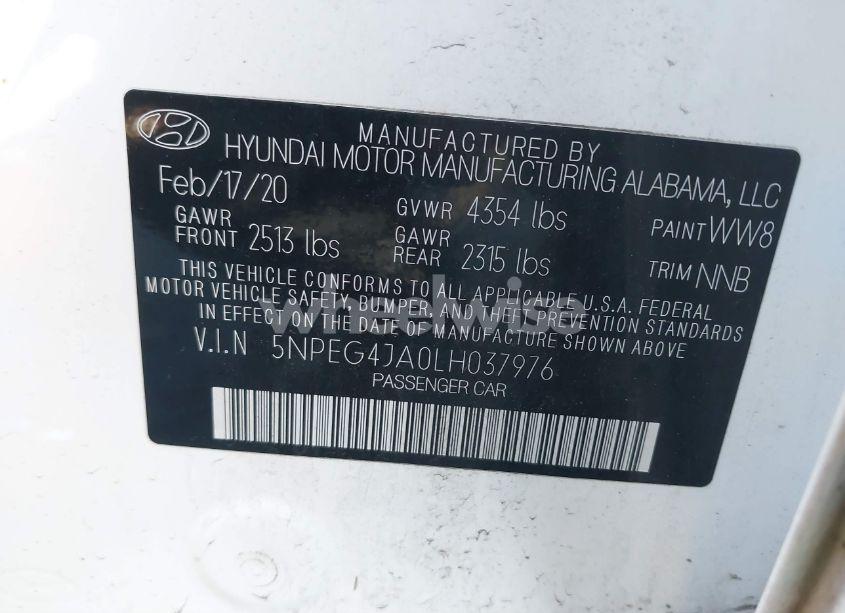 MANUFACTURED BY
HYUNDAI MOTOR MANUFACTURING ALABAMA, LLC
Feb/17/20 GVWR 4354 lbs PAINT WW8
GAWR FRONT 2513 lbs GAWR REAR 2315 lbs TRIM NNB
THIS VEHICLE CONFORMS TO ALL APPLICABLE U.S.A. FEDERAL
MOTOR VEHICLE SAFETY, BUMPER, AND THEFT PREVENTION STANDARDS
IN EFFECT ON THE DATE OF MANUFACTURE SHOWN ABOVE
wheelwise
V.I.N 5NPEG4JA0LH037976
PASSENGER CAR